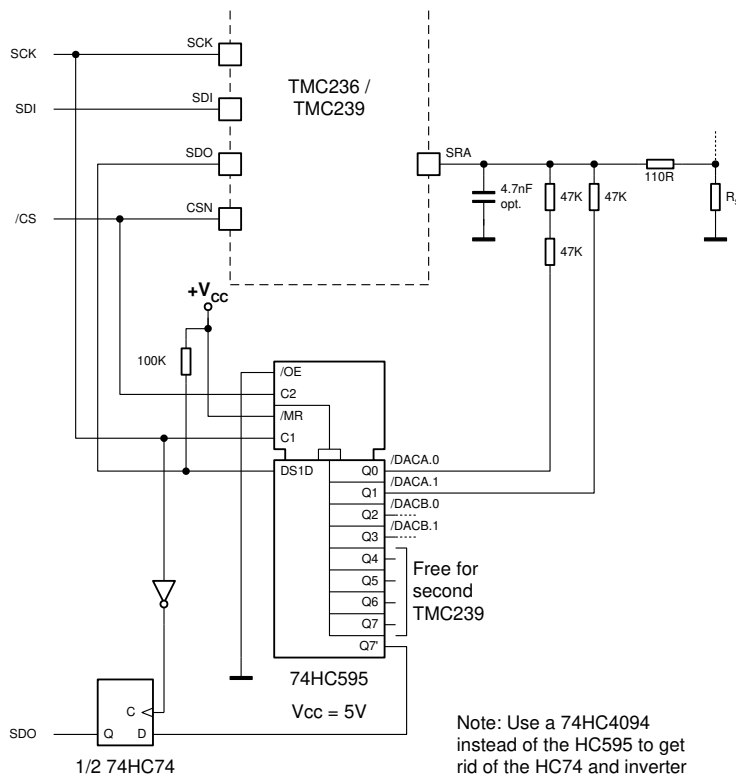 SCK
SCK
TMC236 /
TMC239
SDI
SDI
SDO
SRA
/CS
CSN
4.7nF
opt.
47K
47K
47K
110R
+VCC
100K
/OE
C2
/MR
C1
DS1D
Q0
/DACA.0
Q1
/DACA.1
Q2
/DACB.0
Q3
/DACB.1
Q4
Q5
Q6
Q7
Q7'
Free for
second
TMC239
74HC595
Vcc = 5V
SDO
Q
C
D
1/2 74HC74
Note: Use a 74HC4094
instead of the HC595 to get
rid of the HC74 and inverter